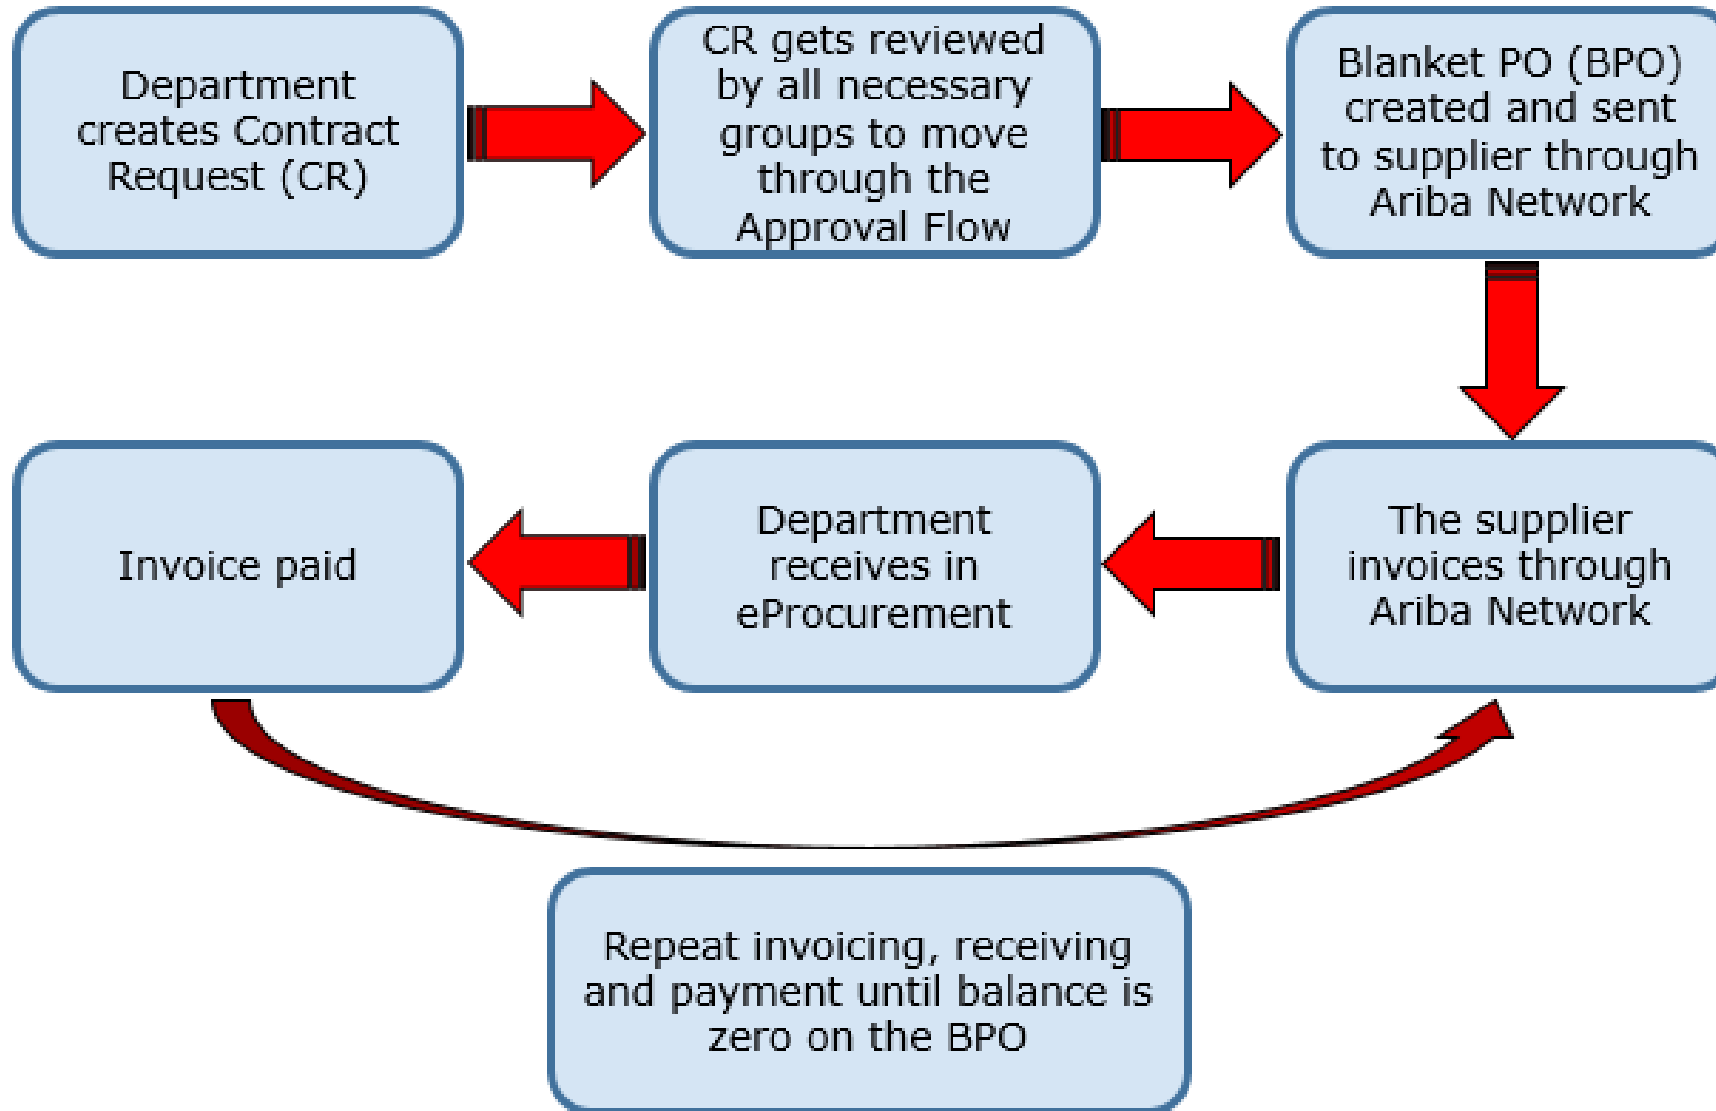 Department
creates Contract
Request (CR)
CR gets reviewed
by all necessary
groups to move
through the
Approval Flow
Blanket PO (BPO)
created and sent
to supplier through
Ariba Network
The supplier
invoices through
Ariba Network
Department
receives in
eProcurement
Invoice paid
Repeat invoicing, receiving
and payment until balance is
zero on the BPO